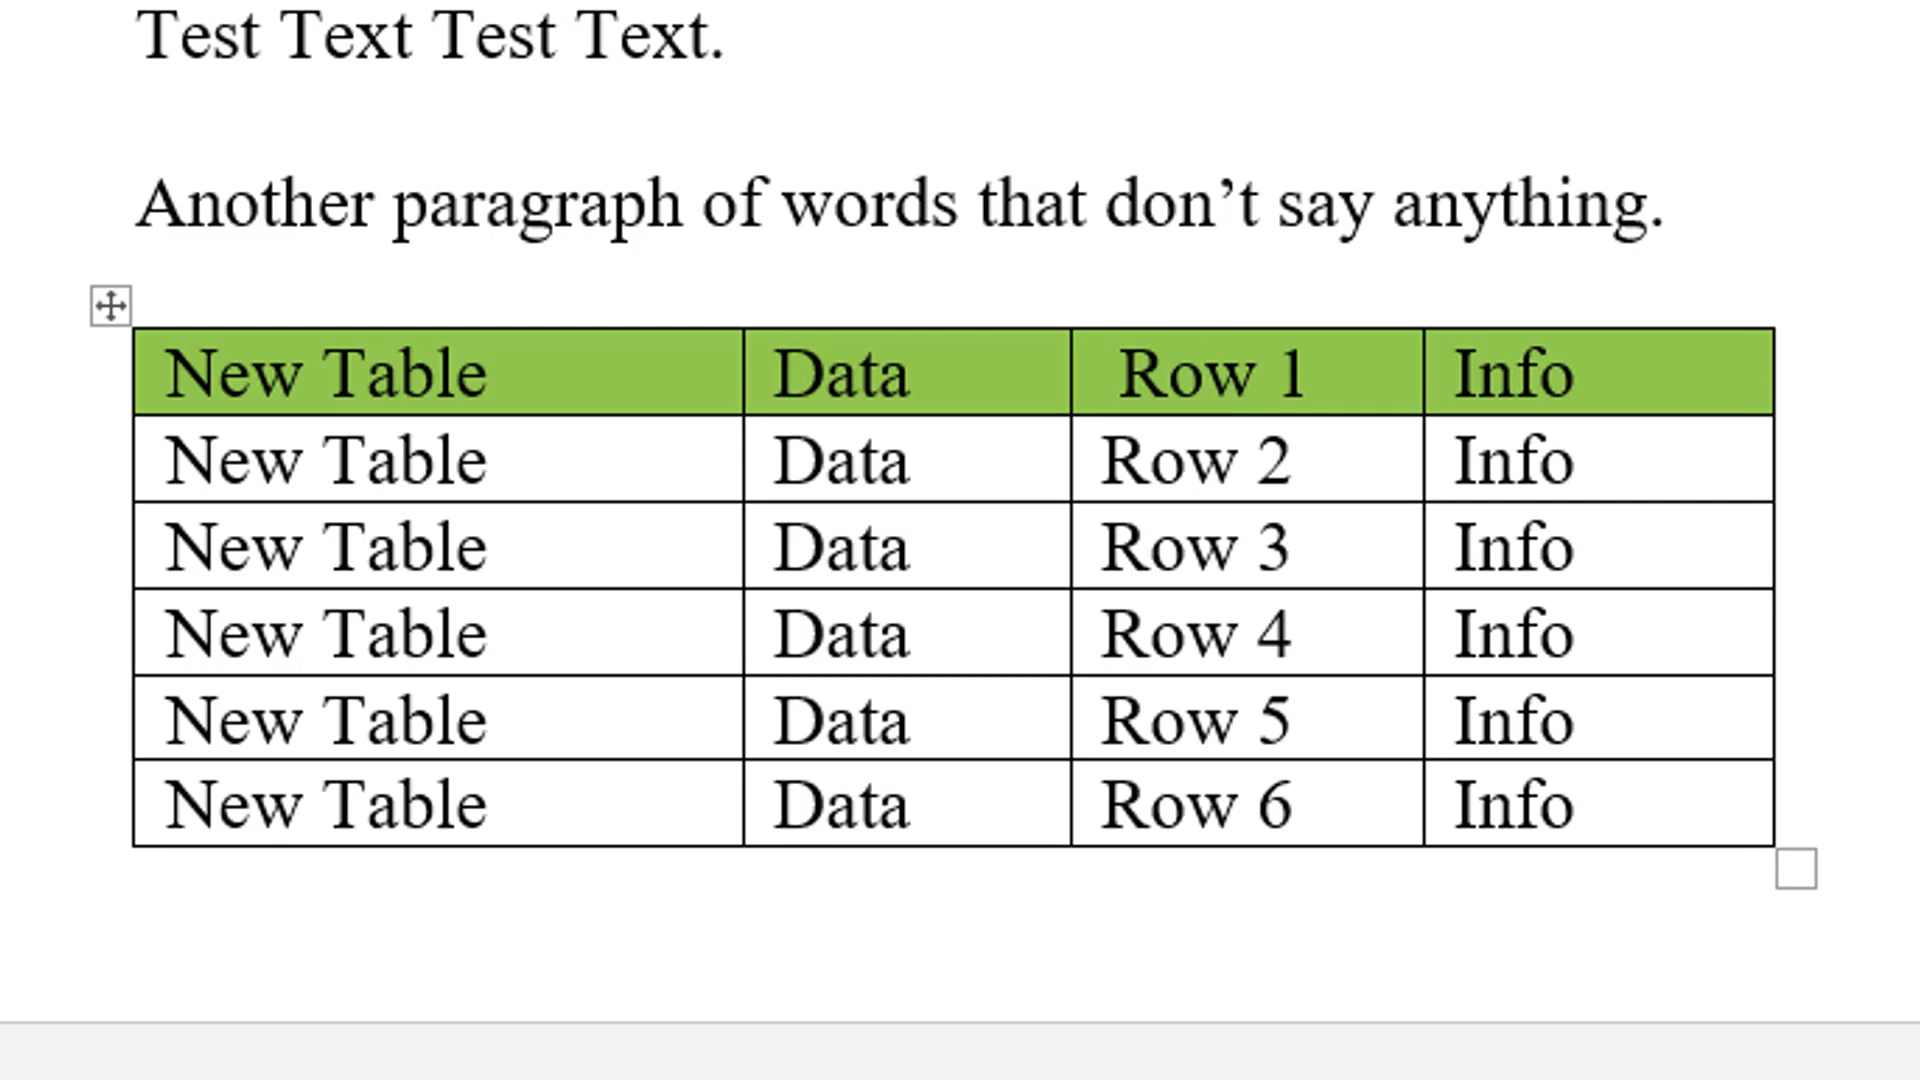 Test Text Test Text.
Another paragraph of words that don’t say anything.
New Table Data Row 1 Info
New Table Data Row 2 Info
New Table Data Row 3 Info
New Table Data Row 4 Info
New Table Data Row 5 Info
New Table Data Row 6 Info